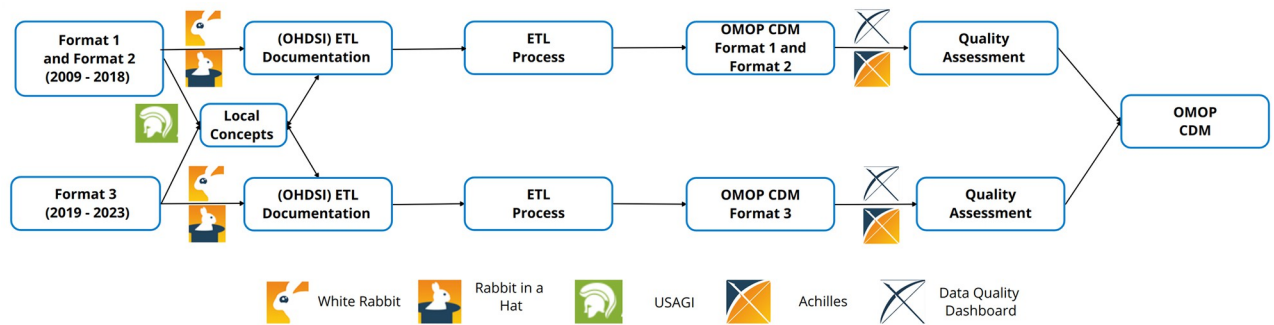 Format 1
and Format 2
(2009 - 2018)
(OHDSI) ETL
Documentation
ETL
Process
OMOP CDM
Format 1 and
Format 2
Quality
Assessment
Local
Concepts
OMOP
CDM
Format 3
(2019 - 2023)
(OHDSI) ETL
Documentation
ETL
Process
OMOP CDM
Format 3
Quality
Assessment
White Rabbit
Rabbit in a
Hat
USAGI
Achilles
Data Quality
Dashboard